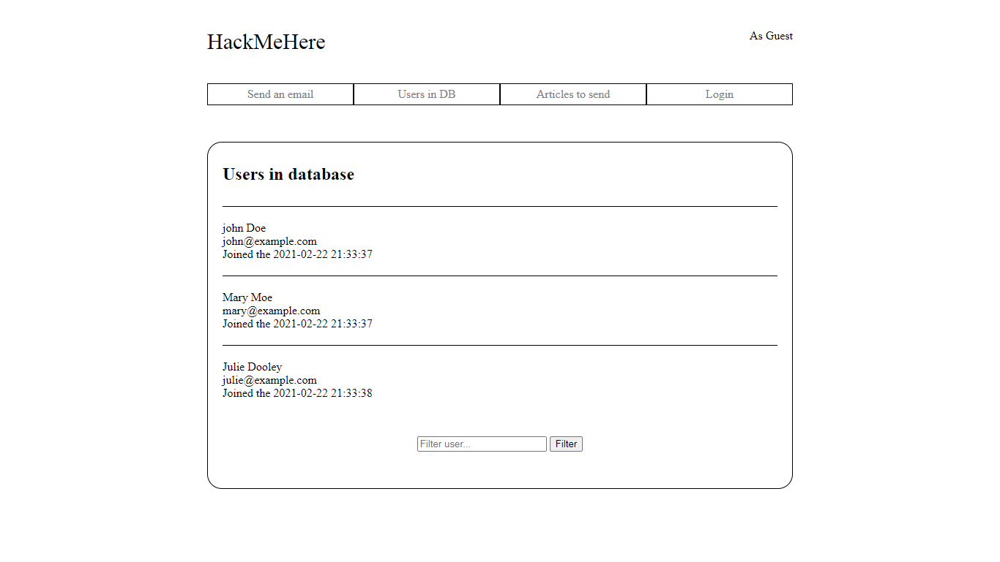 HackMeHere
As Guest
Send an email
Users in DB
Articles to send
Login
Users in database
john Doe
john@example.com
Joined the 2021-02-22 21:33:37
Mary Moe
mary@example.com
Joined the 2021-02-22 21:33:37
Julie Dooley
julie@example.com
Joined the 2021-02-22 21:33:38
Filter user... Filter